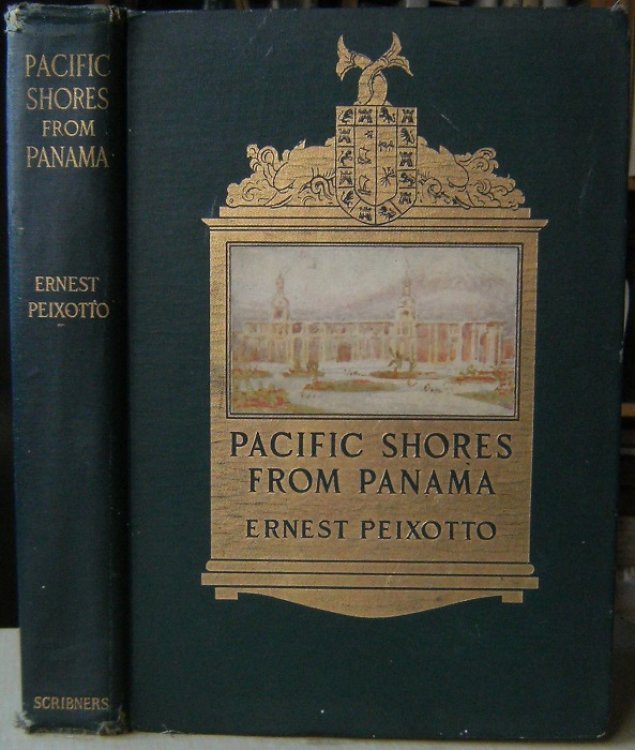 PACIFIC
SHORES
FROM
PANAMA
ERNEST
PEIXOTTO
SCRIBNERS
PACIFIC SHORES
FROM PANAMA
ERNEST PEIXOTTO